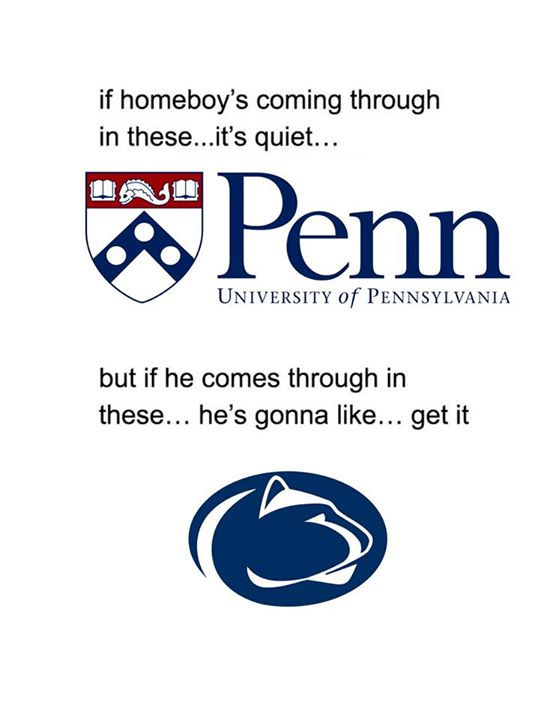 if homeboy’s coming through
in these...it’s quiet…
Penn
UNIVERSITY of PENNSYLVANIA
but if he comes through in
these… he’s gonna like… get it